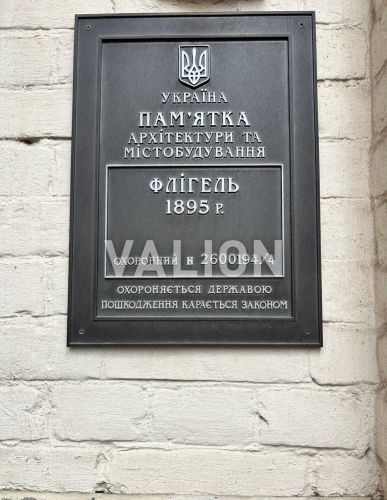 УКРАЇНА
ПАМ'ЯТКА
АРХІТЕКТУРИ ТА
МІСТОБУДУВАННЯ
ФЛІГЕЛЬ
1895 Р.
ОХОРОННИЙ N 2600194/4
VALION
ОХОРОНЯЄТЬСЯ ДЕРЖАВОЮ
ПОШКОДЖЕННЯ КАРАЄТЬСЯ ЗАКОНОМ